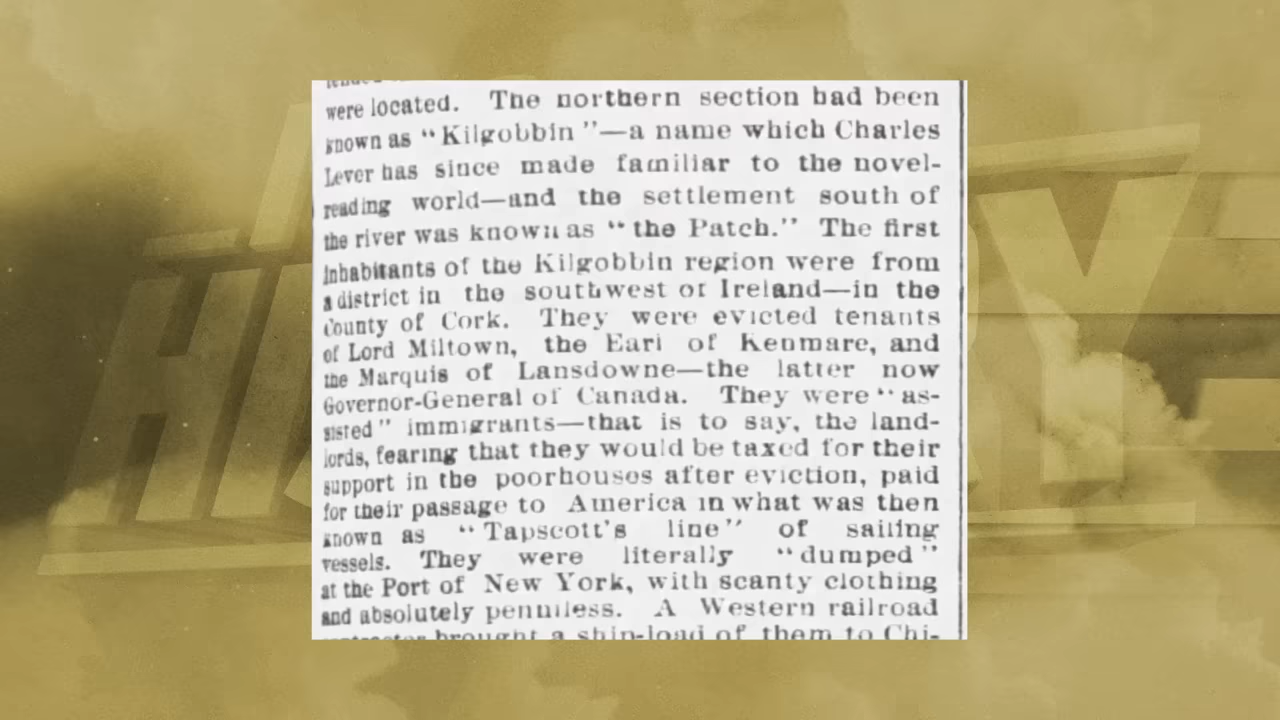 were located. The northern section had been
known as “Kilgobbin”—a name which Charles
Lever has since made familiar to the novel-
reading world—and the settlement south of
the river was known as “the Patch.” The first
inhabitants of the Kilgobbin region were from
a district in the southwest of Ireland—in the
County of Cork. They were evicted tenants
of Lord Miltown, the Earl of Kenmare, and
the Marquis of Lansdowne—the latter now
Governor-General of Canada. They were “as-
sisted” immigrants—that is to say, the land-
lords, fearing that they would be taxed for their
support in the poorhouses after eviction, paid
for their passage to America in what was then
known as “Tapscott's line” of sailing
vessels. They were literally “dumped”
at the Port of New York, with scanty clothing
and absolutely penniless. A Western railroad
brought a ship-load of them to Chi-